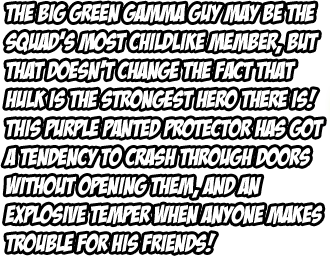 THE BIG GREEN GAMMA GUY MAY BE THE
SQUAD'S MOST CHILDLIKE MEMBER, BUT
THAT DOESN'T CHANGE THE FACT THAT
HULK IS THE STRONGEST HERO THERE IS!
THIS PURPLE PANTED PROTECTOR HAS GOT
A TENDENCY TO CRASH THROUGH DOORS
WITHOUT OPENING THEM, AND AN
EXPLOSIVE TEMPER WHEN ANYONE MAKES
TROUBLE FOR HIS FRIENDS!